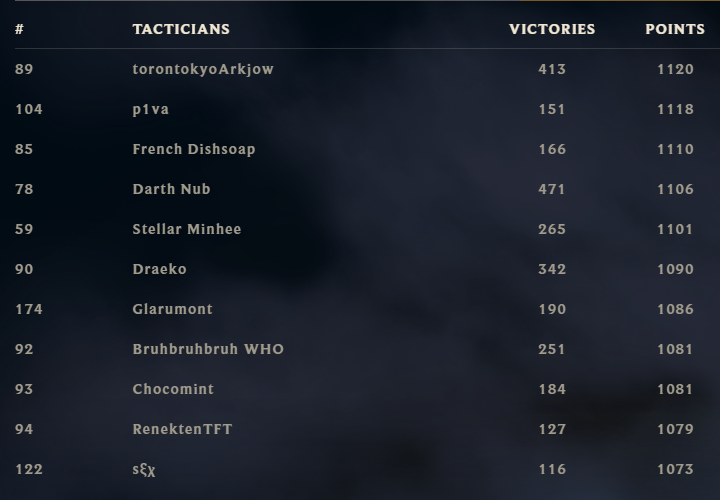 # TACTICIANS VICTORIES POINTS
89 torontokyoArkjow 413 1120
104 p1va 151 1118
85 French Dishsoap 166 1110
78 Darth Nub 471 1106
59 Stellar Minhee 265 1101
90 Draeko 342 1090
174 Glarumont 190 1086
92 Bruhbruhbruh WHO 251 1081
93 Chocomint 184 1081
94 RenektenTFT 127 1079
122 sξχ 116 1073